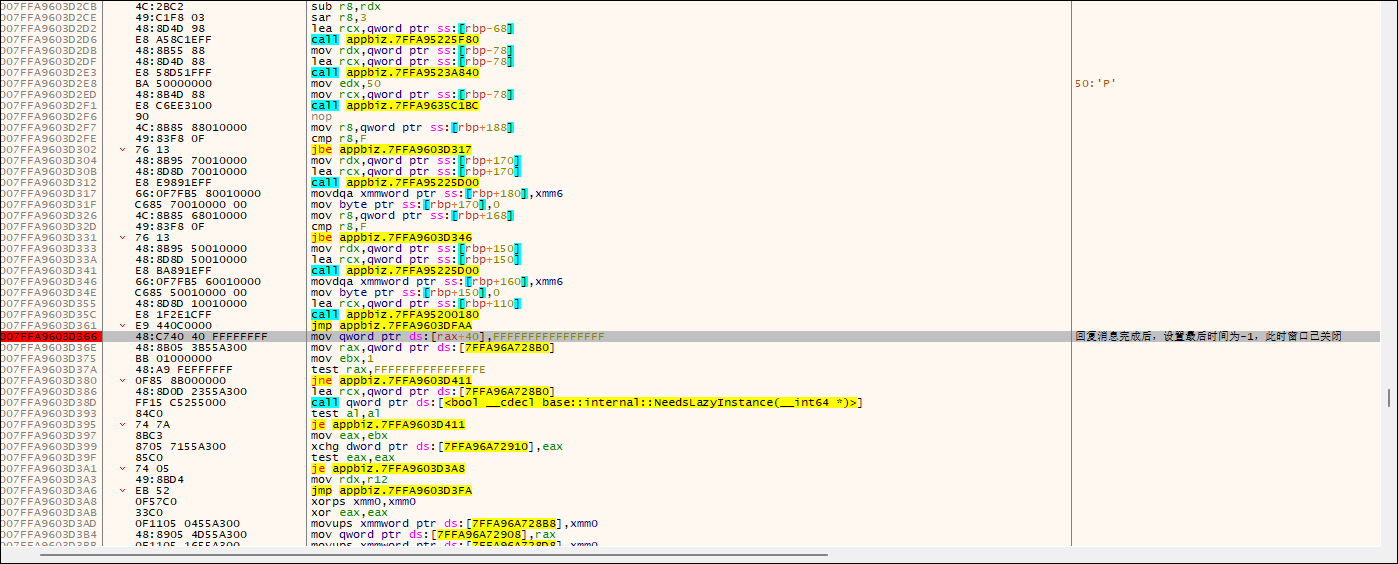 007FFA9603D2CB 4C:2BC2 sub r8,rdx
007FFA9603D2CE 49:C1F8 03 sar r8,3
007FFA9603D2D2 48:8D4D 98 lea rcx,qword ptr ss:[rbp-68]
007FFA9603D2D6 E8 A58C1EFF call appbiz.7FFA95225F80
007FFA9603D2DB 48:8B55 88 mov rdx,qword ptr ss:[rbp-78]
007FFA9603D2DF 48:8D4D 88 lea rcx,qword ptr ss:[rbp-78]
007FFA9603D2E3 E8 58D51FFF call appbiz.7FFA9523A840
007FFA9603D2E8 BA 50000000 mov edx,50 50:'P'
007FFA9603D2ED 48:8B4D 88 mov rcx,qword ptr ss:[rbp-78]
007FFA9603D2F1 E8 C6EE3100 call appbiz.7FFA9635C1BC
007FFA9603D2F6 90 nop
007FFA9603D2F7 4C:8B85 88010000 mov r8,qword ptr ss:[rbp+188]
007FFA9603D2FE 49:83F8 0F cmp r8,F
007FFA9603D302 76 13 jbe appbiz.7FFA9603D317
007FFA9603D304 48:8B95 70010000 mov rdx,qword ptr ss:[rbp+170]
007FFA9603D30B 48:8D8D 70010000 lea rcx,qword ptr ss:[rbp+170]
007FFA9603D312 E8 E9891EFF call appbiz.7FFA95225D00
007FFA9603D317 66:0F7FB5 80010000 movdqa xmmword ptr ss:[rbp+180],xmm6
007FFA9603D31F C685 70010000 00 mov byte ptr ss:[rbp+170],0
007FFA9603D326 4C:8B85 68010000 mov r8,qword ptr ss:[rbp+168]
007FFA9603D32D 49:83F8 0F cmp r8,F
007FFA9603D331 76 13 jbe appbiz.7FFA9603D346
007FFA9603D333 48:8B95 50010000 mov rdx,qword ptr ss:[rbp+150]
007FFA9603D33A 48:8D8D 50010000 lea rcx,qword ptr ss:[rbp+150]
007FFA9603D341 E8 BA891EFF call appbiz.7FFA95225D00
007FFA9603D346 66:0F7FB5 60010000 movdqa xmmword ptr ss:[rbp+160],xmm6
007FFA9603D34E C685 50010000 00 mov byte ptr ss:[rbp+150],0
007FFA9603D355 48:8D8D 10010000 lea rcx,qword ptr ss:[rbp+110]
007FFA9603D35C E8 1F2E1CFF call appbiz.7FFA95200180
007FFA9603D361 E9 440C0000 jmp appbiz.7FFA9603DFAA
007FFA9603D366 48:C740 40 FFFFFFFF mov qword ptr ds:[rax+40],FFFFFFFFFFFFFFFF 回复消息完成后，设置最后时间为-1，此时窗口已关闭
007FFA9603D36E 48:8B05 3B55A300 mov rax,qword ptr ds:[7FFA96A728B0]
007FFA9603D375 BB 01000000 mov ebx,1
007FFA9603D37A 48:A9 FEFFFFFF test rax,FFFFFFFFFFFFFFFE
007FFA9603D380 0F85 8B000000 jne appbiz.7FFA9603D411
007FFA9603D386 48:8D0D 2355A300 lea rcx,qword ptr ds:[7FFA96A728B0]
007FFA9603D38D FF15 C5255000 call qword ptr ds:[<bool __cdecl base::internal::NeedsLazyInstance(__int64 *)>]
007FFA9603D393 84C0 test al,al
007FFA9603D395 74 7A je appbiz.7FFA9603D411
007FFA9603D397 8BC3 mov eax,ebx
007FFA9603D399 8705 7155A300 xchg dword ptr ds:[7FFA96A72910],eax
007FFA9603D39F 85C0 test eax,eax
007FFA9603D3A1 74 05 je appbiz.7FFA9603D3A8
007FFA9603D3A3 49:8BD4 mov rdx,r12
007FFA9603D3A6 EB 52 jmp appbiz.7FFA9603D3FA
007FFA9603D3A8 0F57C0 xorps xmm0,xmm0
007FFA9603D3AB 33C0 xor eax,eax
007FFA9603D3AD 0F1105 0455A300 movups xmmword ptr ds:[7FFA96A728B8],xmm0
007FFA9603D3B4 48:8905 4D55A300 mov qword ptr ds:[7FFA96A72908],rax
007FFA9603D3BB 0F1105 1655A300 movups xmmword ptr ds:[7FFA96A728D8],xmm0